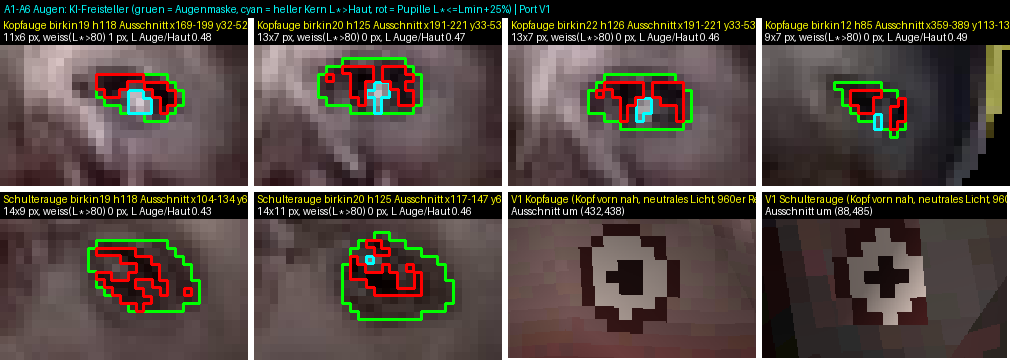 A1-A6 Augen: KI-Freisteller (gruen = Augenmaske, cyan = heller Kern L*>Haut, rot = Pupille L*<=Lmin+25%) | Port V1
Kopfauge birkin19 h118 Ausschnitt x169-199 y32-52
11x6 px, weiss(L*>80) 1 px, L Auge/Haut 0.48
Kopfauge birkin20 h125 Ausschnitt x191-221 y33-53
13x7 px, weiss(L*>80) 0 px, L Auge/Haut 0.47
Kopfauge birkin22 h126 Ausschnitt x191-221 y33-53
13x7 px, weiss(L*>80) 0 px, L Auge/Haut 0.46
Kopfauge birkin12 h85 Ausschnitt x359-389 y113-13
9x7 px, weiss(L*>80) 0 px, L Auge/Haut 0.49
Schulterauge birkin19 h118 Ausschnitt x104-134 y6
14x9 px, weiss(L*>80) 0 px, L Auge/Haut 0.43
Schulterauge birkin20 h125 Ausschnitt x117-147 y6
14x11 px, weiss(L*>80) 0 px, L Auge/Haut 0.46
V1 Kopfauge (Kopf vorn nah, neutrales Licht, 960er Re
Ausschnitt um (432,438)
V1 Schulterauge (Kopf vorn nah, neutrales Licht, 960
Ausschnitt um (88,485)